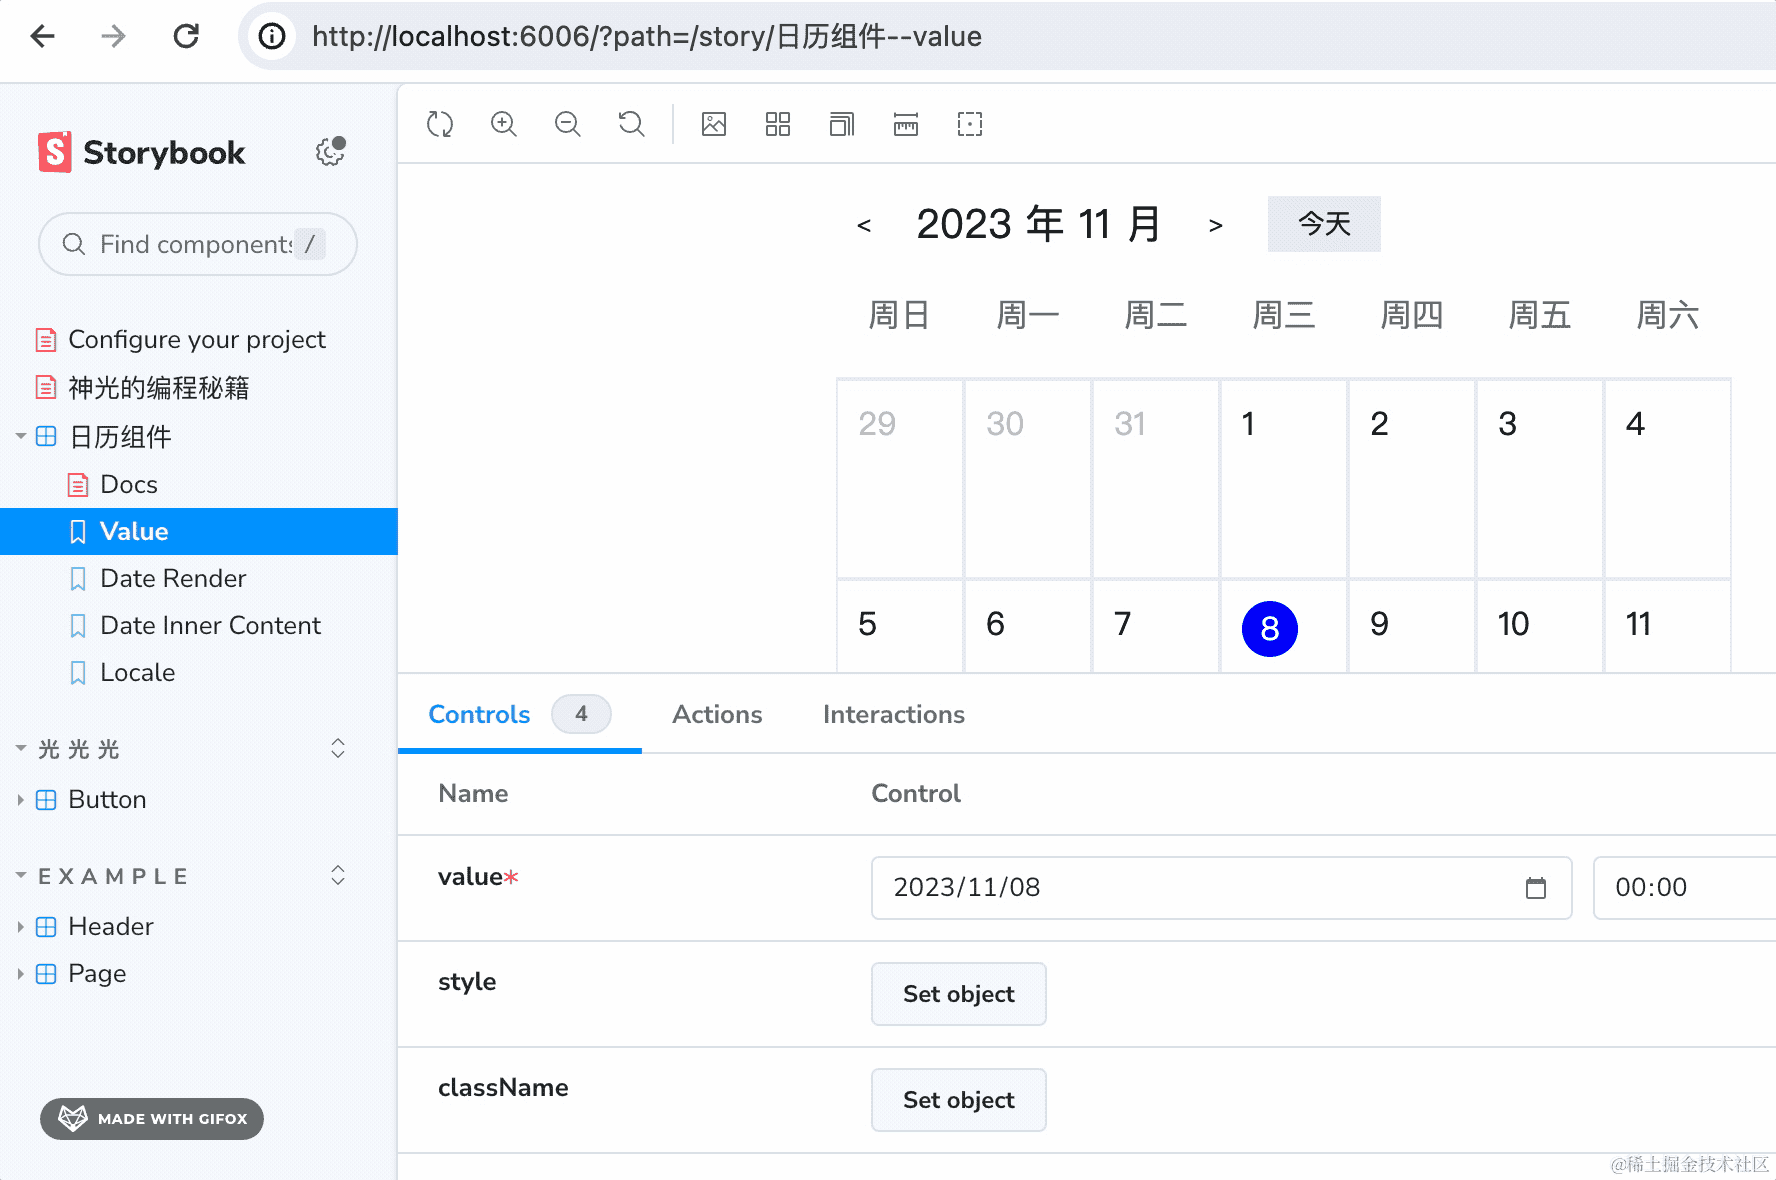 http://localhost:6006/?path=/story/日历组件--value
Storybook
Find components /
Configure your project
神光的编程秘籍
日历组件
Docs
Value
Date Render
Date Inner Content
Locale
光光光
Button
EXAMPLE
Header
Page
MADE WITH GIFOX
< 2023 年 11 月 > 今天
周日 周一 周二 周三 周四 周五 周六
29 30 31 1 2 3 4
5 6 7 8 9 10 11
Controls 4 Actions Interactions
Name Control
value* 2023/11/08 00:00
style Set object
className Set object
@稀土掘金技术社区